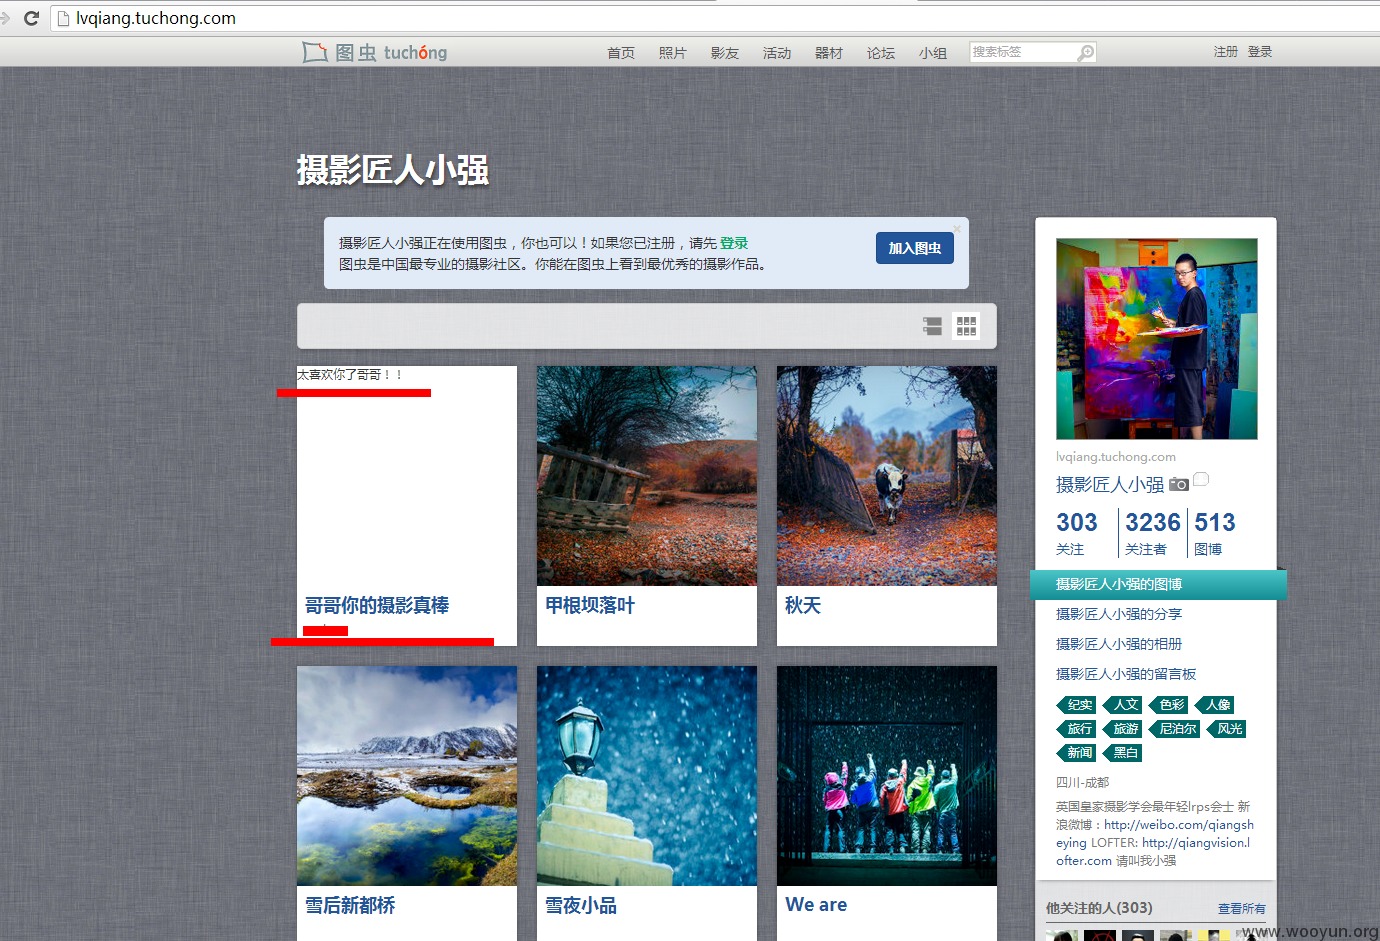 lvqiang.tuchong.com
图虫 tuchóng
首页 照片 影友 活动 器材 论坛 小组 搜索标签 注册 登录
摄影匠人小强
摄影匠人小强正在使用图虫，你也可以！如果您已注册，请先 登录
图虫是中国最专业的摄影社区。你能在图虫上看到最优秀的摄影作品。
加入图虫
太喜欢你了哥哥！！
哥哥你的摄影真棒
甲根坝落叶
秋天
雪后新都桥
雪夜小品
We are
lvqiang.tuchong.com
摄影匠人小强
303 3236 513
关注 关注者 图博
摄影匠人小强的图博
摄影匠人小强的分享
摄影匠人小强的相册
摄影匠人小强的留言板
纪实 人文 色彩 人像
旅行 旅游 尼泊尔 风光
新闻 黑白
四川-成都
英国皇家摄影学会最年轻lrps会士 新
浪微博：http://weibo.com/qiangsh
eying LOFTER: http://qiangvision.l
ofter.com 请叫我小强
他关注的人(303) 查看所有
www.wooyun.org